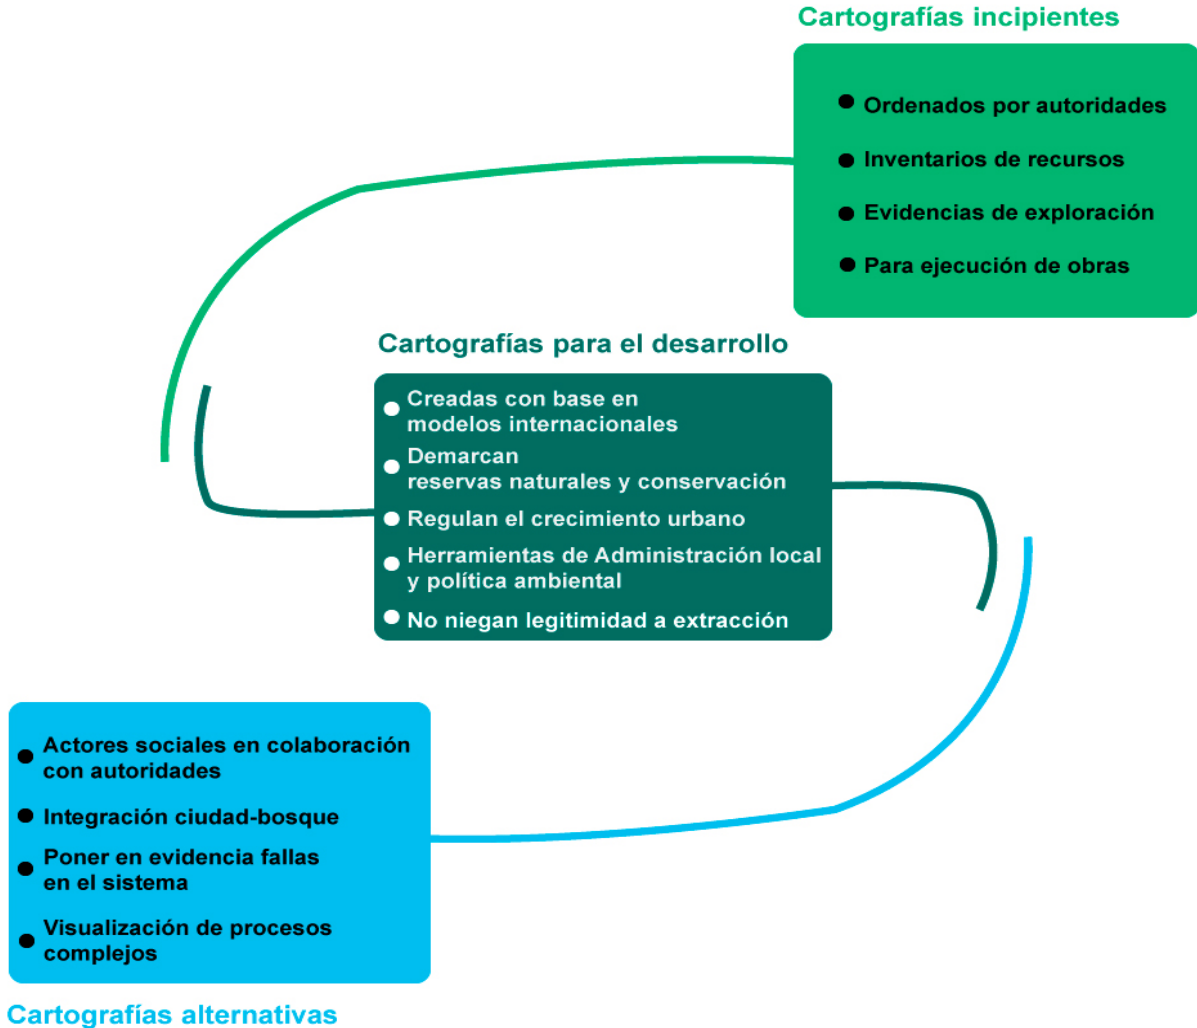 Cartografías incipientes
Ordenados por autoridades
Inventarios de recursos
Evidencias de exploración
Para ejecución de obras
Cartografías para el desarrollo
Creadas con base en
modelos internacionales
Demarcan
reservas naturales y conservación
Regulan el crecimiento urbano
Herramientas de Administración local
y política ambiental
No niegan legitimidad a extracción
Actores sociales en colaboración
con autoridades
Integración ciudad-bosque
Poner en evidencia fallas
en el sistema
Visualización de procesos
complejos
Cartografías alternativas